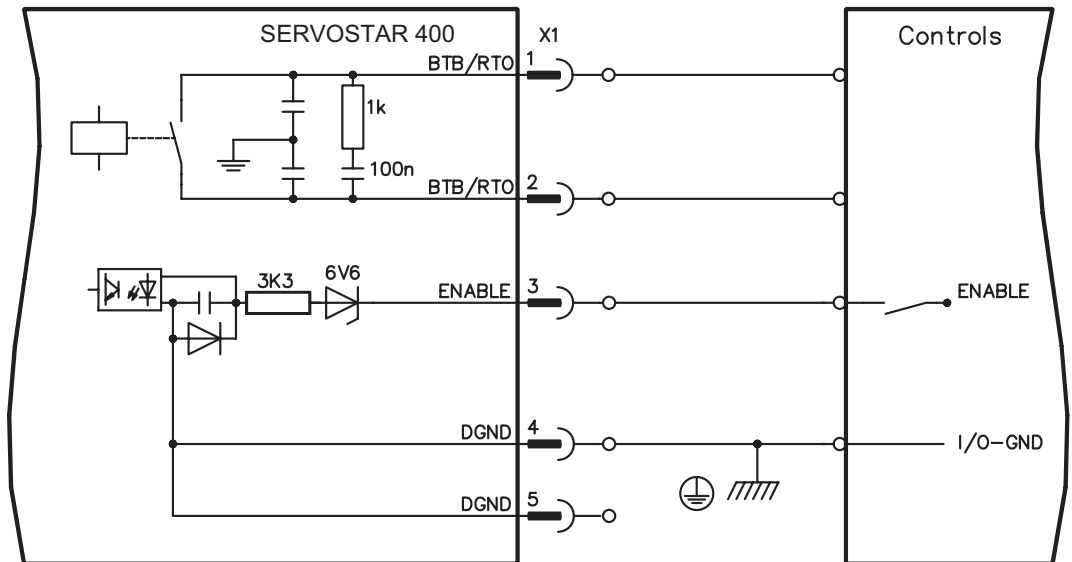 SERVOSTAR 400
X1
Controls
BTB/RTO
1
1k
100n
BTB/RTO
2
3K3
6V6
ENABLE
3
ENABLE
DGND
4
I/O-GND
DGND
5